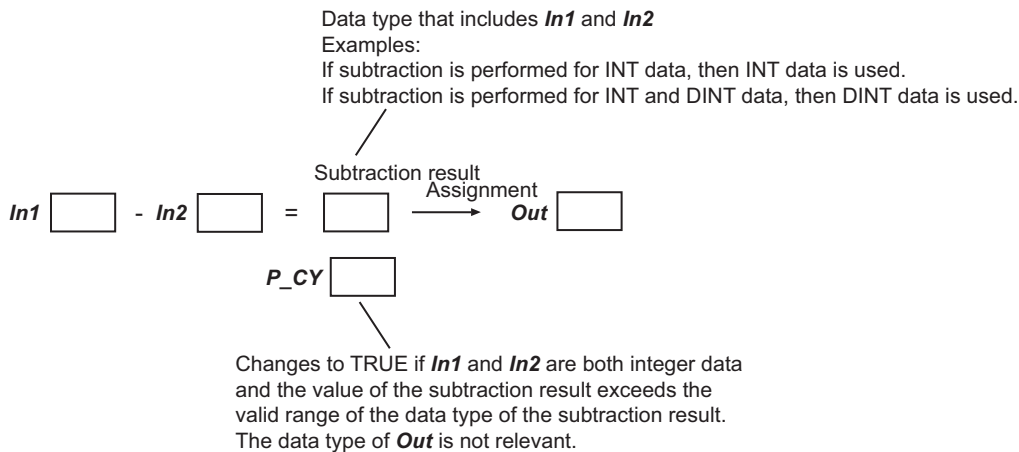 Data type that includes In1 and In2
Examples:
If subtraction is performed for INT data, then INT data is used.
If subtraction is performed for INT and DINT data, then DINT data is used.
Subtraction result
Assignment
In1 - In2 = Out
P_CY
Changes to TRUE if In1 and In2 are both integer data
and the value of the subtraction result exceeds the
valid range of the data type of the subtraction result.
The data type of Out is not relevant.